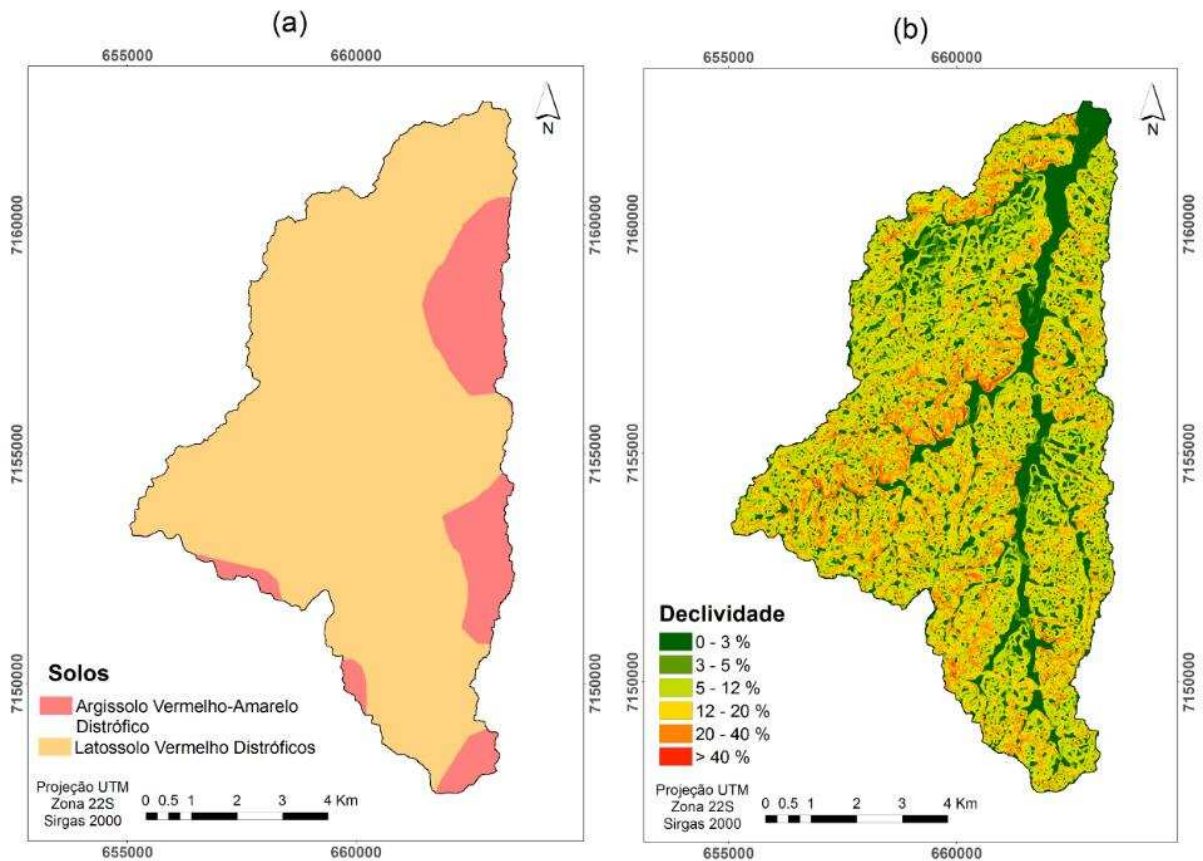 (a)
655000 660000
N
7160000
7155000
7150000
Solos
Argissolo Vermelho-Amarelo
Distrófico
Latossolo Vermelho Distróficos
Projeção UTM
Zona 22S
Sirgas 2000
0 0.5 1 2 3 4 Km
655000 660000
7160000
7155000
7150000
(b)
655000 660000
N
7160000
7155000
7150000
Declividade
0 - 3 %
3 - 5 %
5 - 12 %
12 - 20 %
20 - 40 %
> 40 %
Projeção UTM
Zona 22S
Sirgas 2000
0 0.5 1 2 3 4 Km
655000 660000